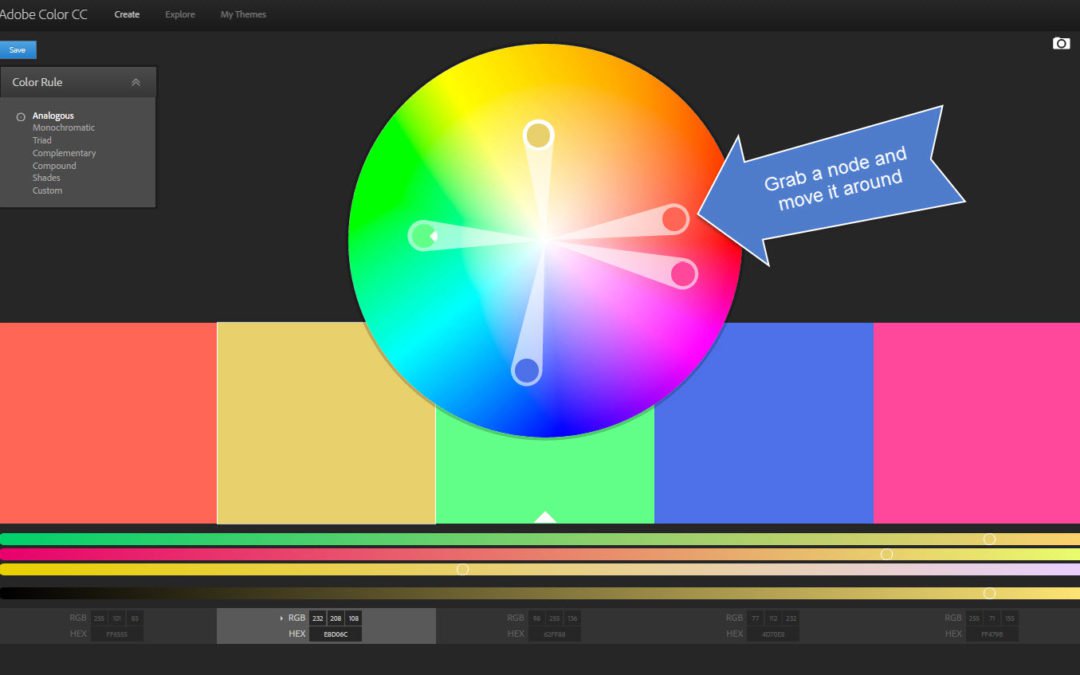 Adobe Color CC
Create
Explore
My Themes
Save
Color Rule
Analogous
Monochromatic
Triad
Complementary
Compound
Shades
Custom
Grab a node and
move it around
RGB 255 101 85
HEX FF6555
RGB 232 208 108
HEX E8D06C
RGB 98 255 136
HEX 62FF88
RGB 77 112 232
HEX 4D70E8
RGB 255 71 155
HEX FF479B